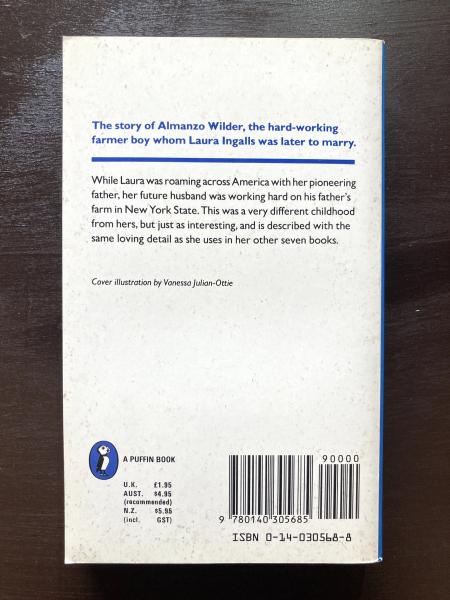 The story of Almanzo Wilder, the hard-working
farmer boy whom Laura Ingalls was later to marry.
While Laura was roaming across America with her pioneering
father, her future husband was working hard on his father's
farm in New York State. This was a very different childhood
from hers, but just as interesting, and is described with the
same loving detail as she uses in her other seven books.
Cover illustration by Vanessa Julian-Ottie
A PUFFIN BOOK
U.K. £1.95
AUST. $4.95
(recommended)
N.Z. $5.95
(incl. GST)
90000
9 780140 305685
ISBN 0-14-030568-8